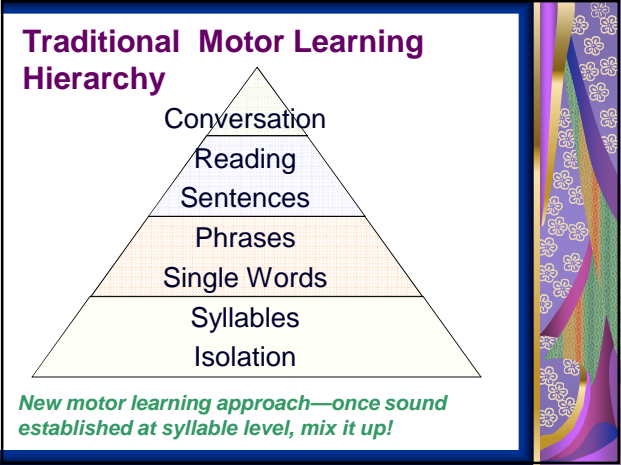 Traditional  Motor Learning
Hierarchy
Conversation
Reading
Sentences
Phrases
Single Words
Syllables
Isolation
New motor learning approach—once sound
established at syllable level, mix it up!